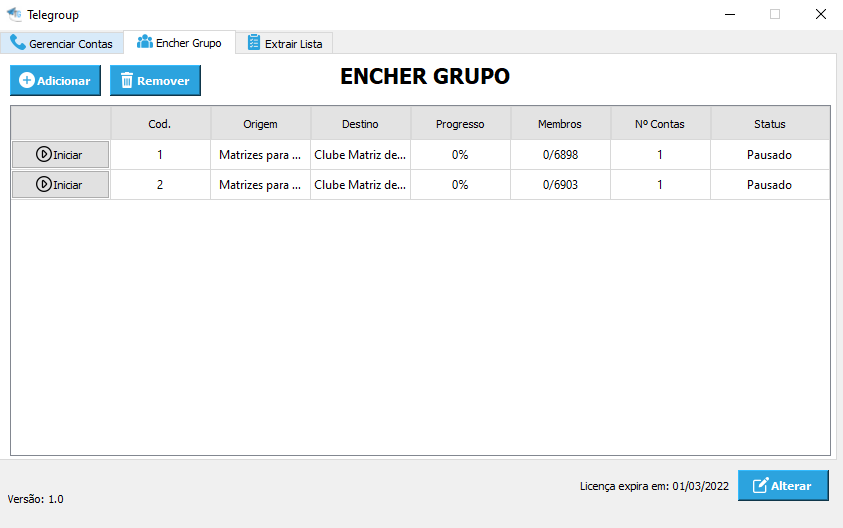 Telegroup
Gerenciar Contas Encher Grupo Extrair Lista
Adicionar Remover ENCHER GRUPO
Cod. Origem Destino Progresso Membros Nº Contas Status
Iniciar 1 Matrizes para ... Clube Matriz de... 0% 0/6898 1 Pausado
Iniciar 2 Matrizes para ... Clube Matriz de... 0% 0/6903 1 Pausado
Licença expira em: 01/03/2022 Alterar
Versão: 1.0